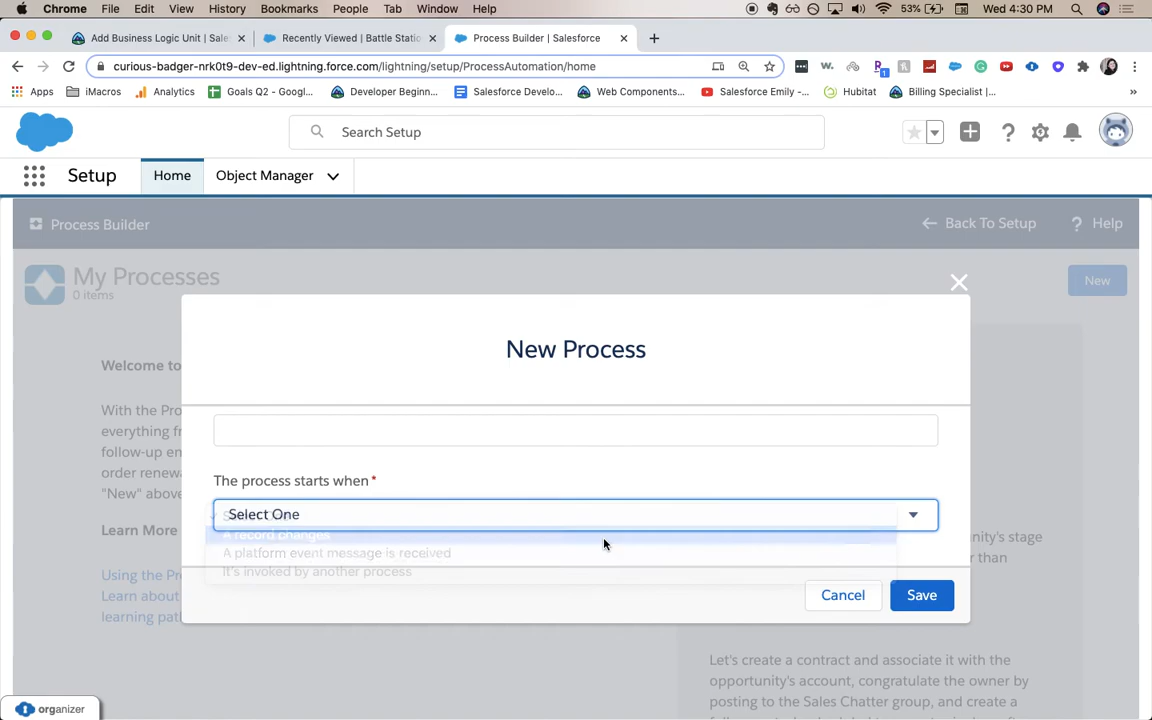 Chrome File Edit View History Bookmarks People Tab Window Help 53% Wed 4:30 PM
Add Business Logic Unit | Sale Recently Viewed | Battle Statio Process Builder | Salesforce
curious-badger-nrk0t9-dev-ed.lightning.force.com/lightning/setup/ProcessAutomation/home
Apps iMacros Analytics Goals Q2 - Googl... Developer Beginn... Salesforce Develo... Web Components... Salesforce Emily -... Hubitat Billing Specialist |...
Search Setup
Setup Home Object Manager
Process Builder Back To Setup ? Help
My Processes
0 items
New
New Process
Welcome to
With the Pro
everything fr
follow-up em
order renewa
"New" above
The process starts when*
Select One
A record changes
A platform event message is received
It's invoked by another process
Learn More
Using the Pr
Learn about
learning pat
unity's stage
r than
Cancel Save
Let's create a contract and associate it with the
opportunity's account, congratulate the owner by
posting to the Sales Chatter group, and create a
organizer